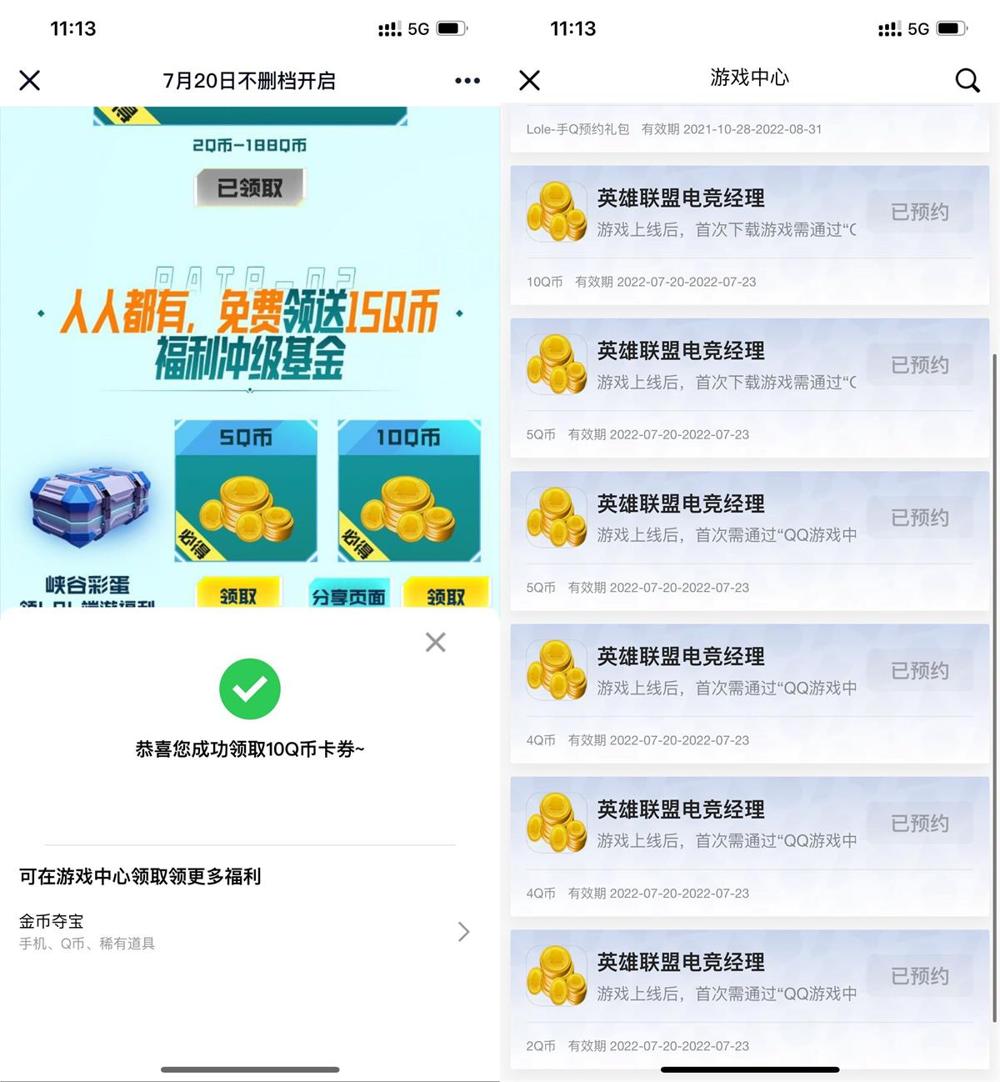 11:13
5G
7月20日不删档开启
2Q币-188Q币
已领取
DATA-02
人人都有，免费领送15Q币
福利冲级基金
5Q币
10Q币
必得
必得
峡谷彩蛋
领取
分享页面
领取
恭喜您成功领取10Q币卡券~
可在游戏中心领取领更多福利
金币夺宝
手机、Q币、稀有道具
11:13
5G
游戏中心
Lole-手Q预约礼包 有效期 2021-10-28-2022-08-31
英雄联盟电竞经理
已预约
游戏上线后，首次下载游戏需通过“
10Q币 有效期 2022-07-20-2022-07-23
英雄联盟电竞经理
已预约
游戏上线后，首次下载游戏需通过“
5Q币 有效期 2022-07-20-2022-07-23
英雄联盟电竞经理
已预约
游戏上线后，首次需通过“QQ游戏中
5Q币 有效期 2022-07-20-2022-07-23
英雄联盟电竞经理
已预约
游戏上线后，首次需通过“QQ游戏中
4Q币 有效期 2022-07-20-2022-07-23
英雄联盟电竞经理
已预约
游戏上线后，首次需通过“QQ游戏中
4Q币 有效期 2022-07-20-2022-07-23
英雄联盟电竞经理
已预约
游戏上线后，首次需通过“QQ游戏中
2Q币 有效期 2022-07-20-2022-07-23